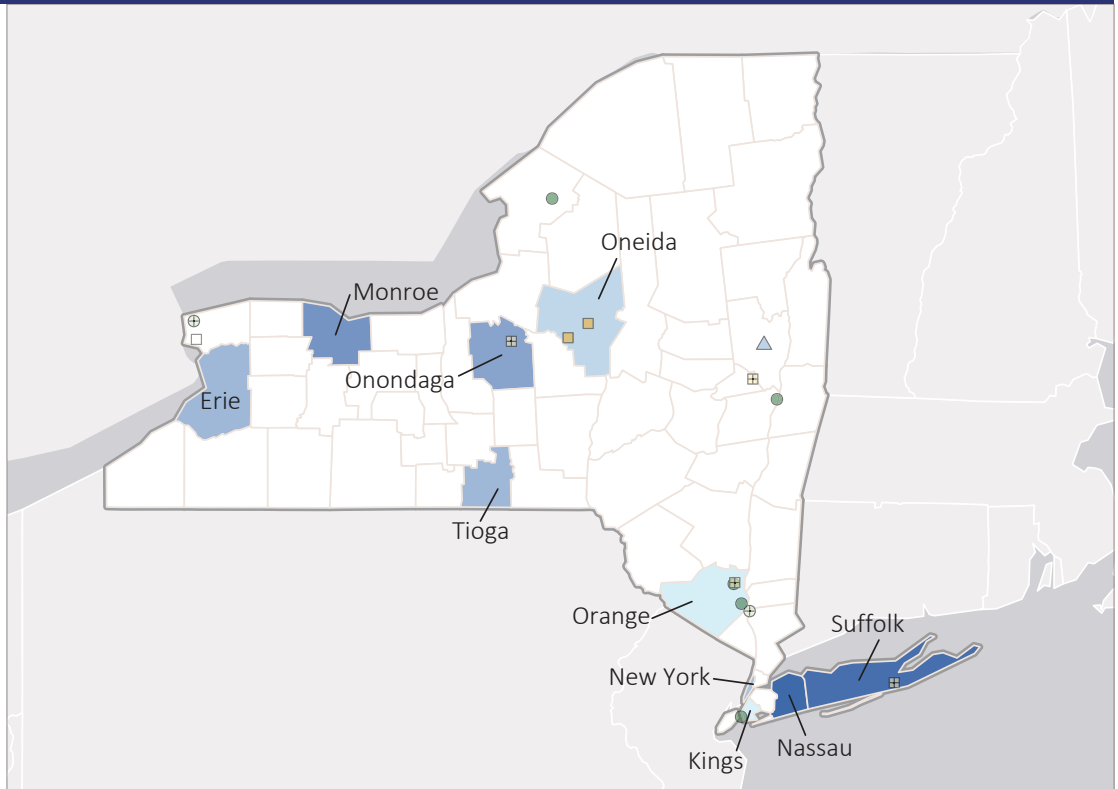 Oneida
Monroe
Onondaga
Erie
Tioga
Orange
Suffolk
New York
Nassau
Kings